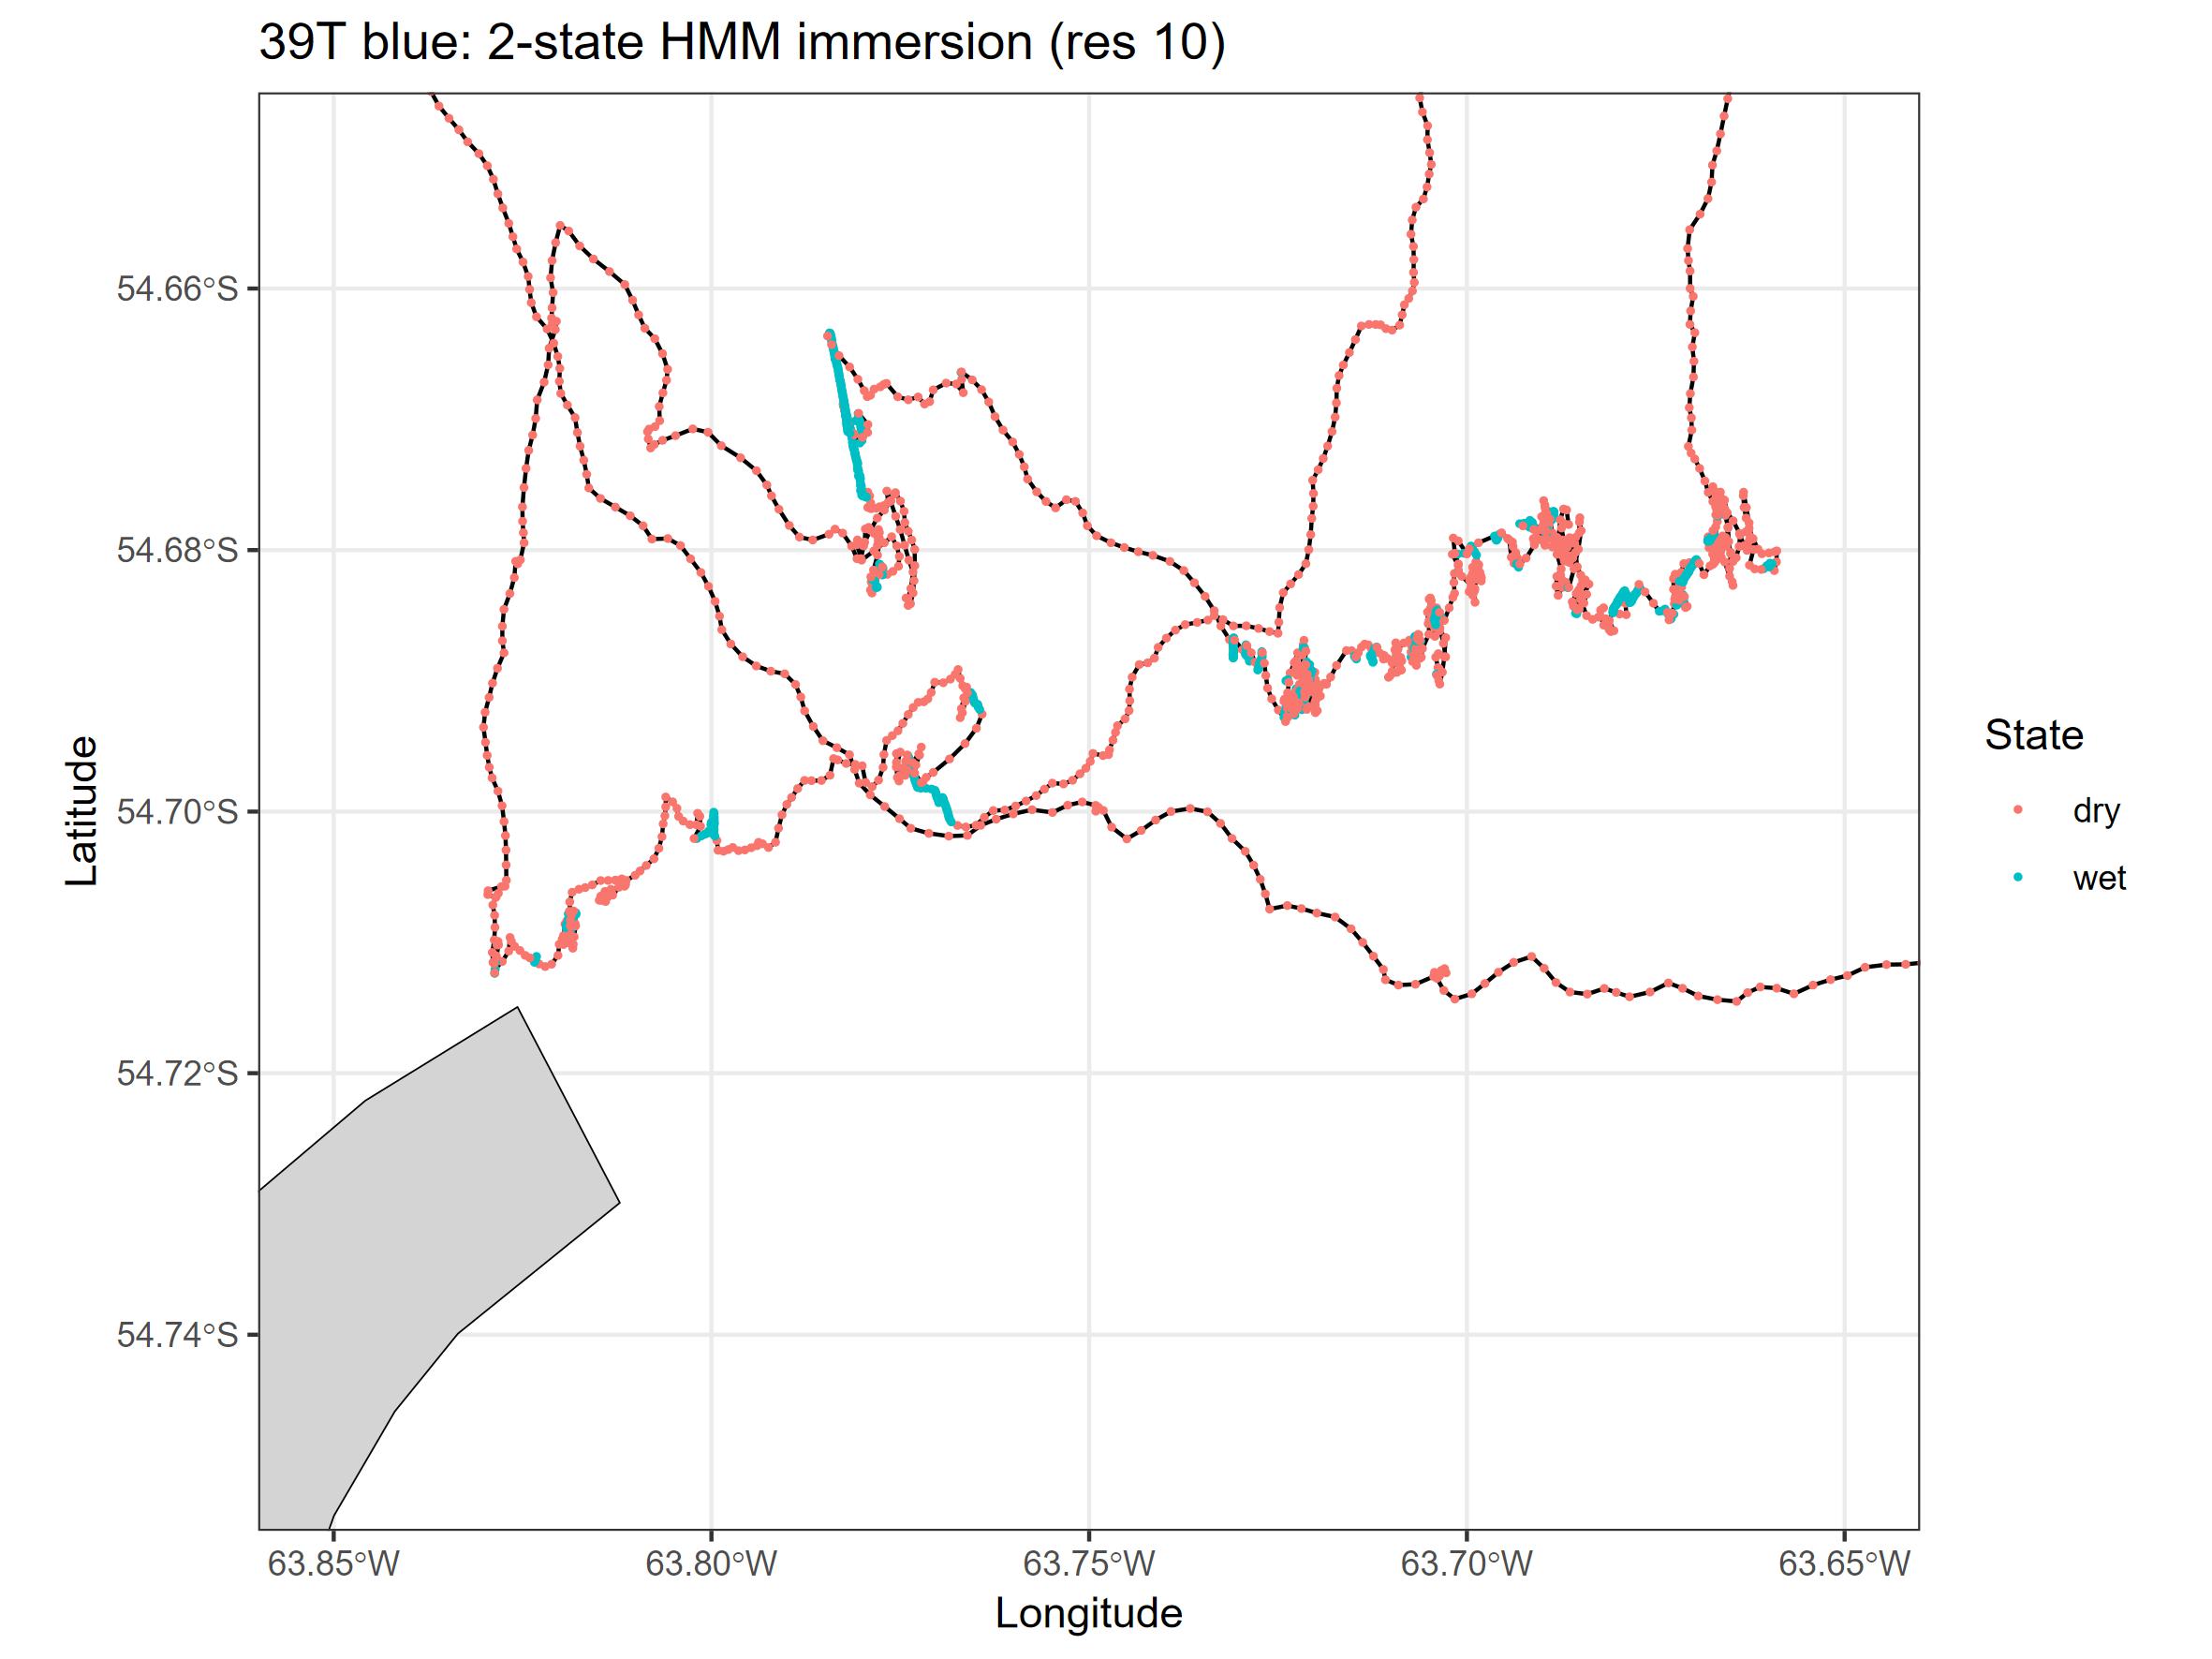 39T blue: 2-state HMM immersion (res 10)
54.66°S
54.68°S
54.70°S
54.72°S
54.74°S
Latitude
63.85°W
63.80°W
63.75°W
63.70°W
63.65°W
Longitude
State
dry
wet